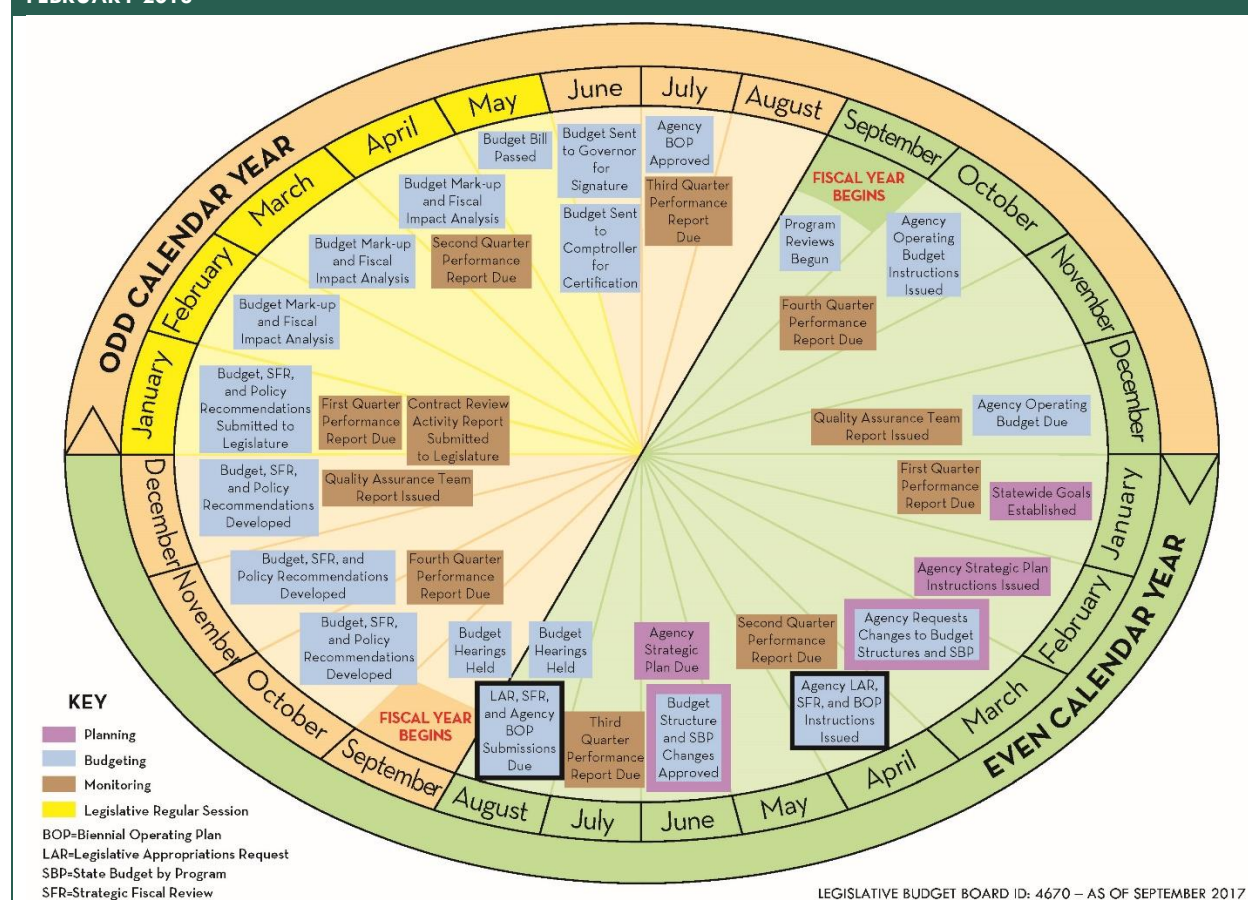 FEBRUARY
ODD CALENDAR YEAR
January
February
March
April
May
June
July
August
September
October
November
December
Budget Bill
Passed
Budget Sent
to Governor
for
Signature
Agency
BOP
Approved
Budget Mark-up
and Fiscal
Impact Analysis
Third Quarter
Performance
Report
Due
FISCAL YEAR
BEGINS
Budget Sent
to
Comptroller
for
Certification
Program
Reviews
Begun
Agency
Operating
Budget
Instructions
Issued
Budget Mark-up
and Fiscal
Impact Analysis
Second Quarter
Performance
Report Due
Budget Mark-up
and Fiscal
Impact Analysis
Fourth Quarter
Performance
Report Due
Budget, SFR,
and Policy
Recommendations
Submitted to
Legislature
First Quarter
Performance
Report Due
Contract Review
Activity Report
Submitted
to Legislature
Quality Assurance Team
Report Issued
Agency Operating
Budget Due
Budget, SFR,
and Policy
Recommendations
Developed
Quality Assurance Team
Report Issued
First Quarter
Performance
Report Due
Statewide Goals
Established
Budget, SFR, and
Policy Recommendations
Developed
Fourth Quarter
Performance
Report Due
Agency Strategic Plan
Instructions Issued
Budget, SFR,
and Policy
Recommendations
Developed
Budget
Hearings
Held
Budget
Hearings
Held
Agency
Strategic
Plan Due
Second Quarter
Performance
Report Due
Agency Requests
Changes to Budget
Structures and SBP
FISCAL YEAR
BEGINS
LAR, SFR,
and Agency
BOP
Submissions
Due
Third
Quarter
Performance
Report Due
Budget
Structure
and SBP
Changes
Approved
Agency LAR,
SFR, and BOP
Instructions
Issued
December
November
October
September
August
July
June
May
April
March
February
January
EVEN CALENDAR YEAR
KEY
Planning
Budgeting
Monitoring
Legislative Regular Session
BOP=Biennial Operating Plan
LAR=Legislative Appropriations Request
SBP=State Budget by Program
SFR=Strategic Fiscal Review
LEGISLATIVE BUDGET BOARD ID: 4670 – AS OF SEPTEMBER 2017